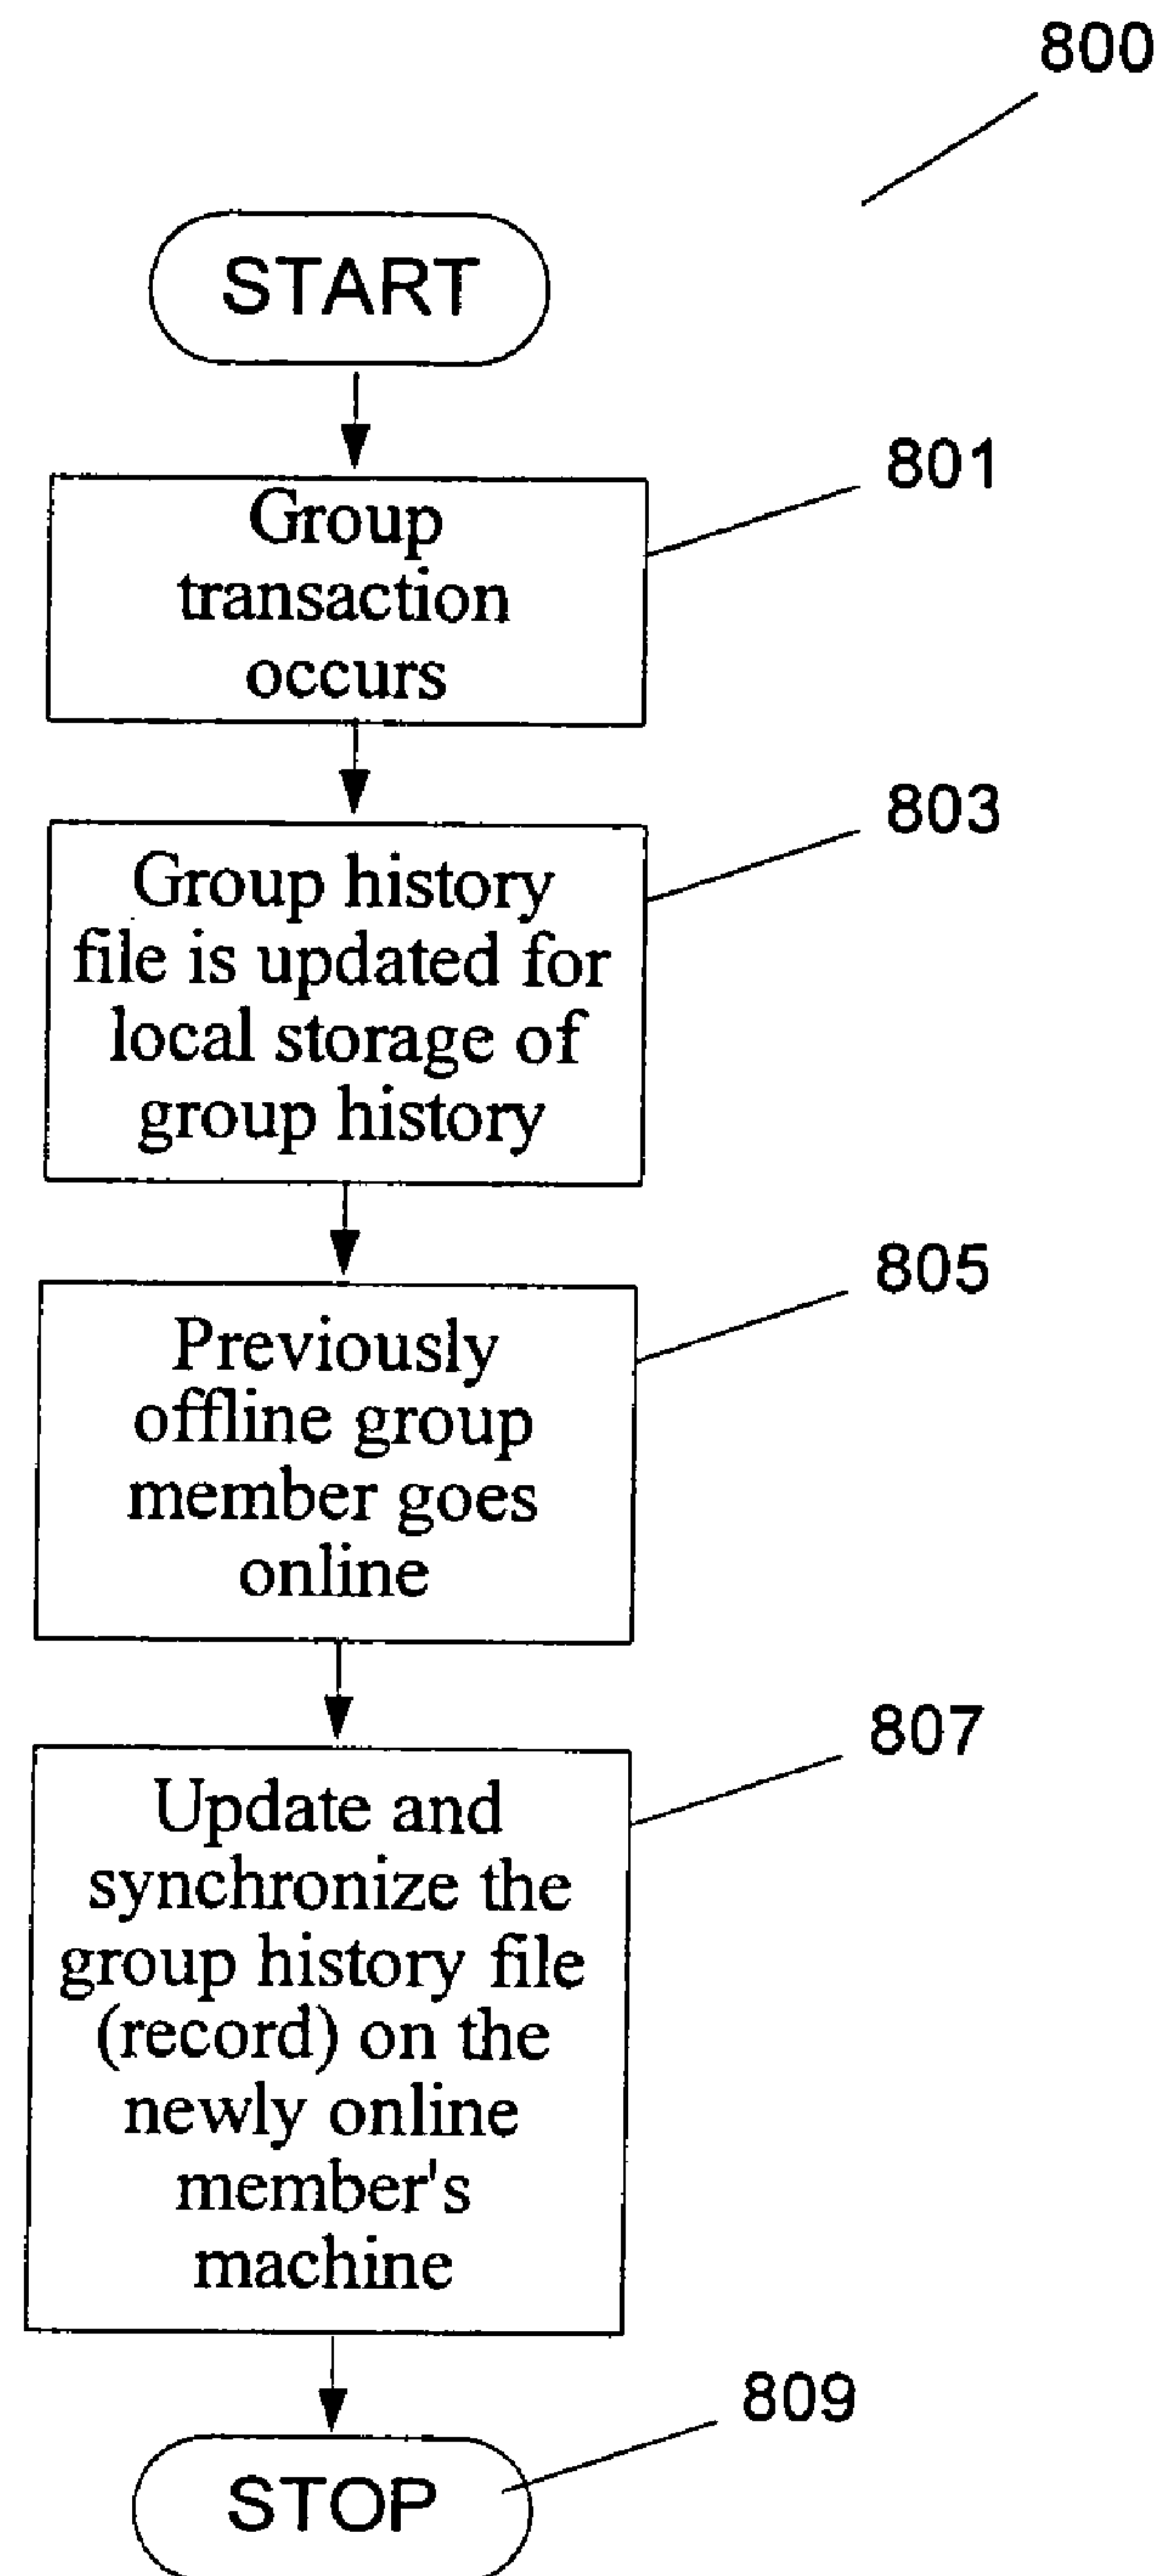 800
START
801
Group
transaction
occurs
803
Group history
file is updated for
local storage of
group history
805
Previously
offline group
member goes
online
807
Update and
synchronize the
group history file
(record) on the
newly online
member's
machine
809
STOP